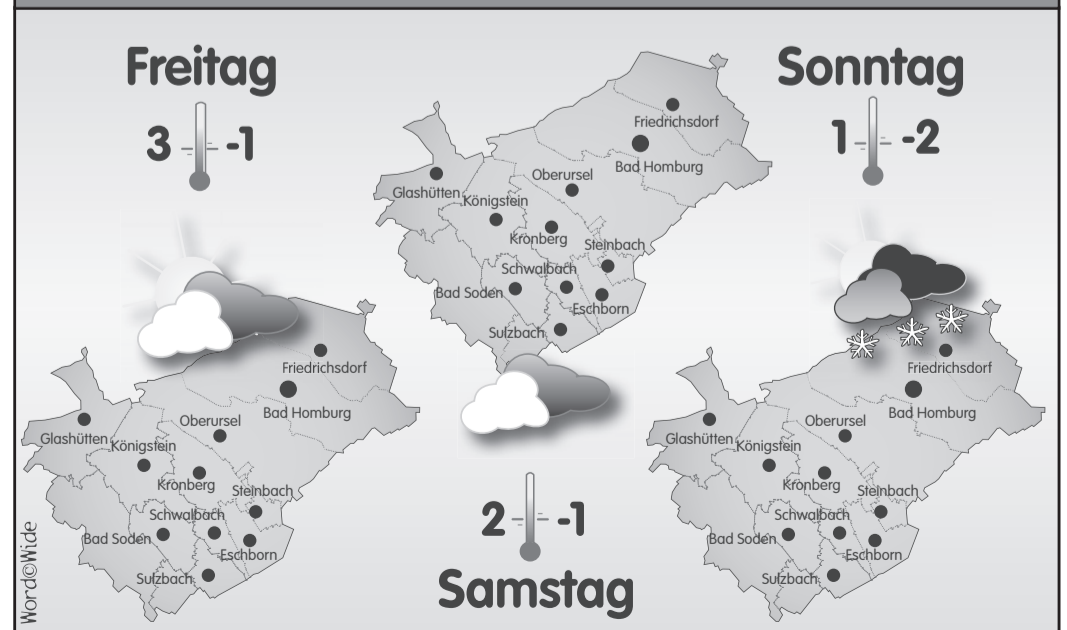 Freitag
3 -1
Friedrichsdorf
Bad Homburg
Oberursel
Glashütten
Königstein
Kronberg
Steinbach
Schwalbach
Bad Soden
Eschborn
Sulzbach
Friedrichsdorf
Bad Homburg
Oberursel
Glashütten
Königstein
Kronberg
Steinbach
Schwalbach
Bad Soden
Eschborn
Sulzbach
2 -1
Samstag
Sonntag
1 -2
Friedrichsdorf
Bad Homburg
Oberursel
Glashütten
Königstein
Kronberg
Steinbach
Schwalbach
Bad Soden
Eschborn
Sulzbach
Word©Wide